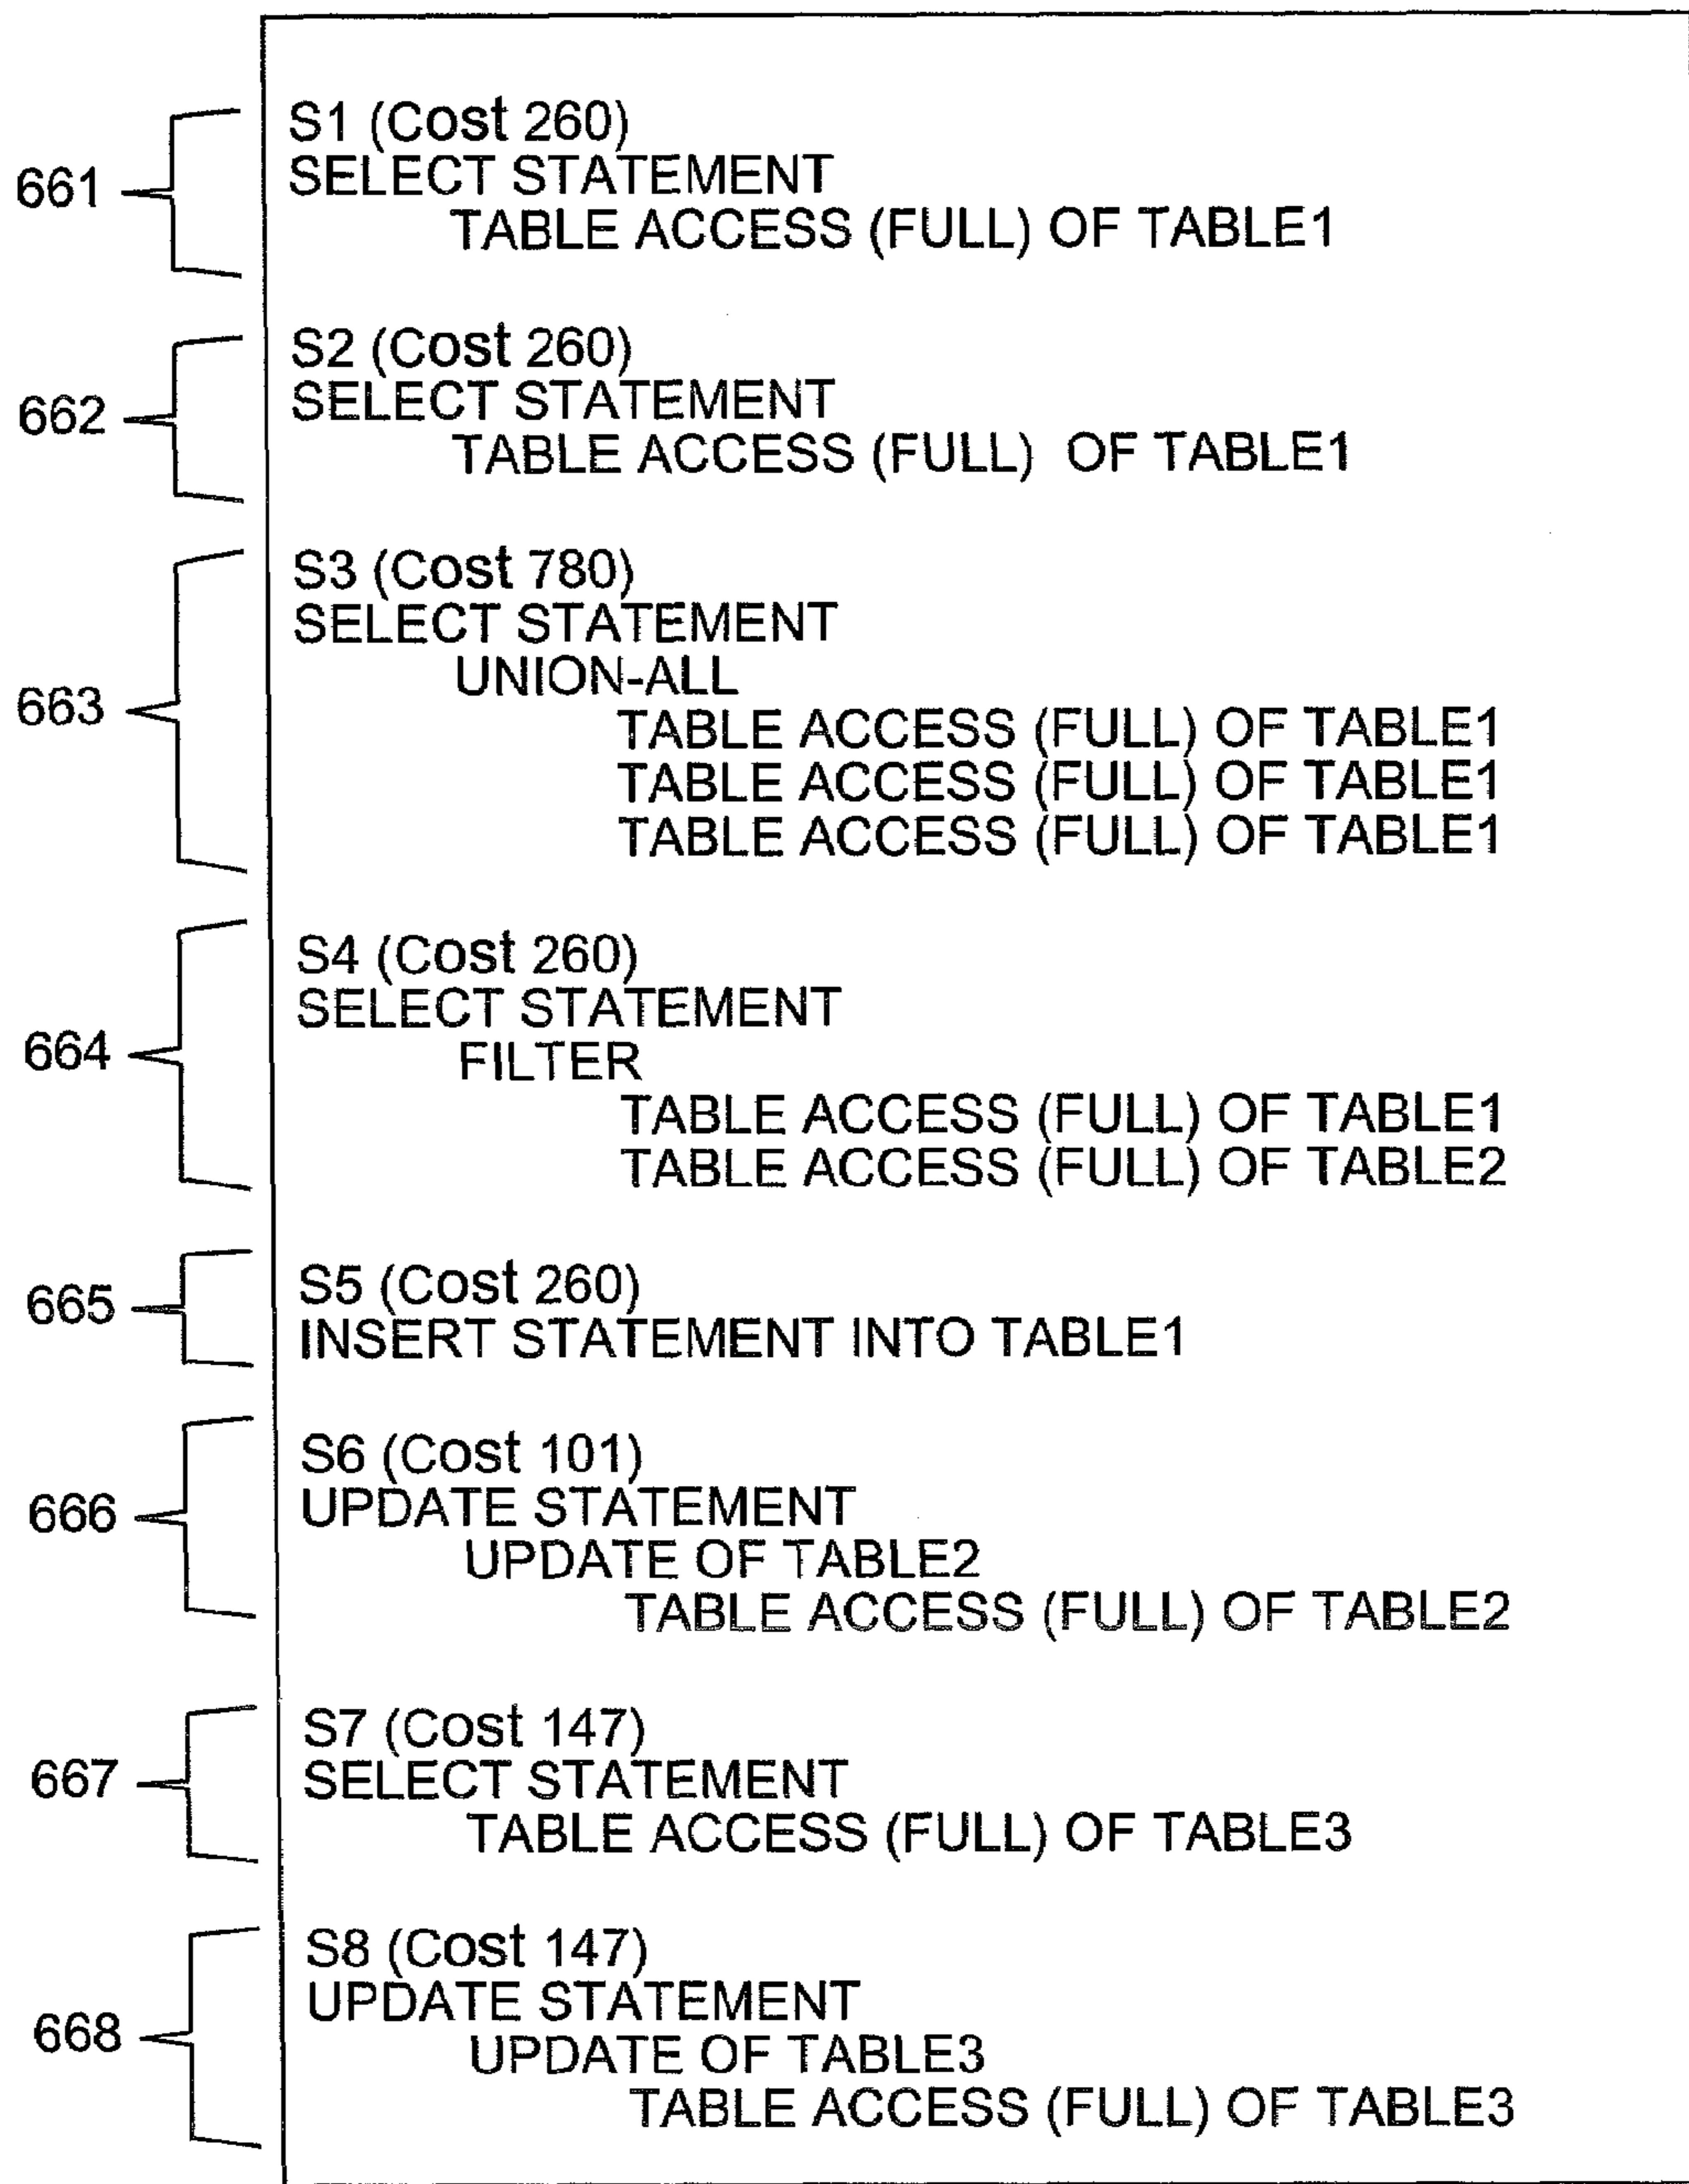 661
S1 (Cost 260)
SELECT STATEMENT
TABLE ACCESS (FULL) OF TABLE1
662
S2 (Cost 260)
SELECT STATEMENT
TABLE ACCESS (FULL) OF TABLE1
663
S3 (Cost 780)
SELECT STATEMENT
UNION-ALL
TABLE ACCESS (FULL) OF TABLE1
TABLE ACCESS (FULL) OF TABLE1
TABLE ACCESS (FULL) OF TABLE1
664
S4 (Cost 260)
SELECT STATEMENT
FILTER
TABLE ACCESS (FULL) OF TABLE1
TABLE ACCESS (FULL) OF TABLE2
665
S5 (Cost 260)
INSERT STATEMENT INTO TABLE1
666
S6 (Cost 101)
UPDATE STATEMENT
UPDATE OF TABLE2
TABLE ACCESS (FULL) OF TABLE2
667
S7 (Cost 147)
SELECT STATEMENT
TABLE ACCESS (FULL) OF TABLE3
668
S8 (Cost 147)
UPDATE STATEMENT
UPDATE OF TABLE3
TABLE ACCESS (FULL) OF TABLE3